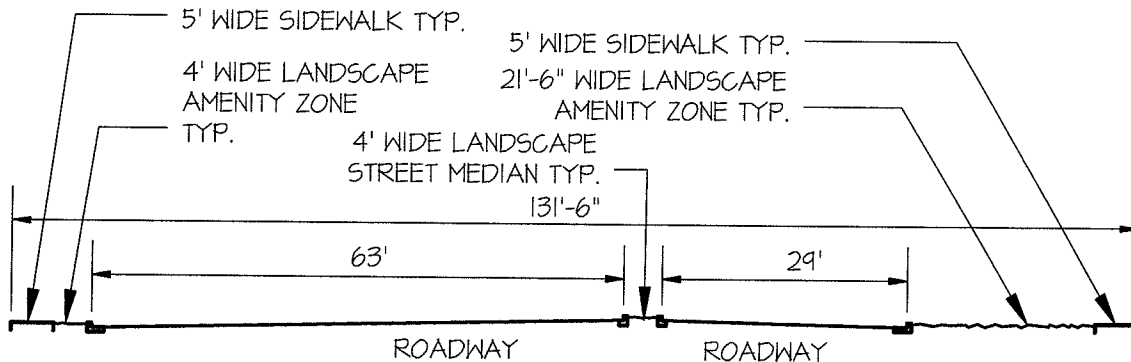 5' WIDE SIDEWALK TYP.
4' WIDE LANDSCAPE
AMENITY ZONE
TYP.
5' WIDE SIDEWALK TYP.
21'-6" WIDE LANDSCAPE
AMENITY ZONE TYP.
4' WIDE LANDSCAPE
STREET MEDIAN TYP.
131'-6"
63'
29'
ROADWAY
ROADWAY